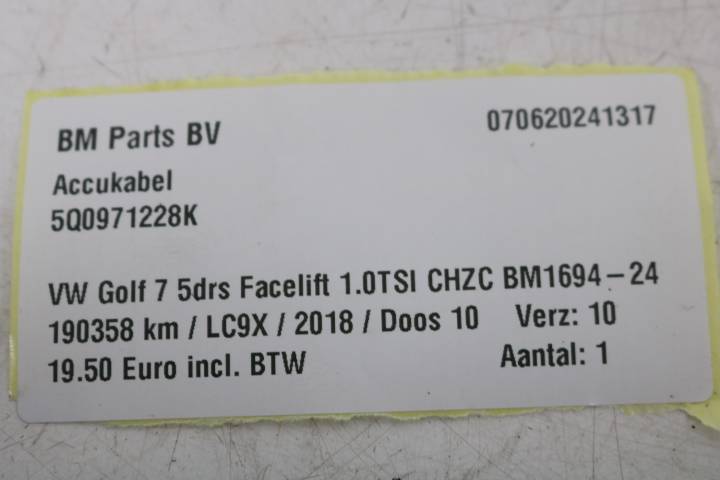 BM Parts BV 070620241317
Accukabel
5Q0971228K
VW Golf 7 5drs Facelift 1.0TSI CHZC BM1694-24
190358 km / LC9X / 2018 / Doos 10 Verz: 10
19.50 Euro incl. BTW Aantal: 1